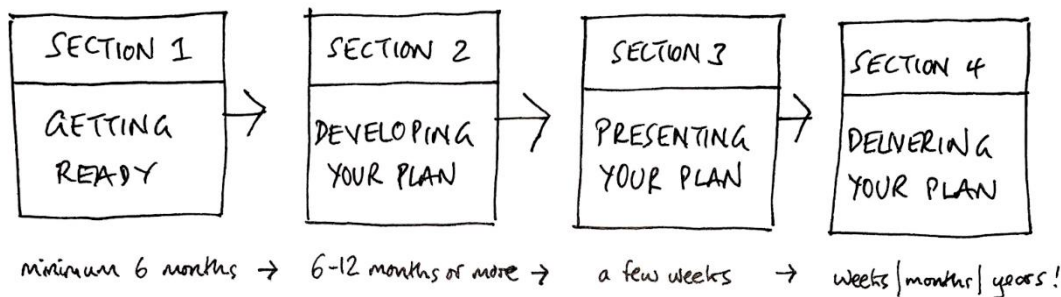 SECTION 1
GETTING
READY
SECTION 2
DEVELOPING
YOUR PLAN
SECTION 3
PRESENTING
YOUR PLAN
SECTION 4
DELIVERING
YOUR PLAN
minimum 6 months → 6-12 months or more → a few weeks → weeks/months/years!